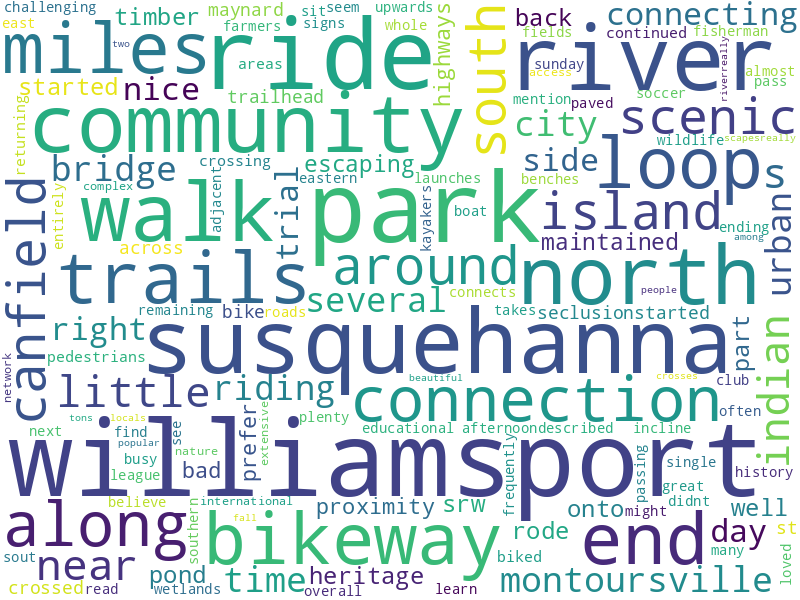 challenging
timber
maynard
sit
seem
upwards
back
connecting
east
two
farmers
signs
whole
highways
south
fields
continued
fisherman
miles
ride
river
areas
sunday
access
riverreally
almost
pass
started
nice
trailhead
mention
paved
soccer
scenic
community
city
wildlife
scapesreally
returning
bridge
crossing
escaping
side
loops
complex
eastern
launches
benches
canfield
entirely
walk
adjacent
trial
park
kayakers
boat
island
ending
among
urban
across
maintained
trails
around
north
people
remaining
bike
roads
several
connects
takes
seclusionstarted
part
right
pedestrians
susquehanna
indian
network
beautiful
crosses
club
little
riding
connection
often
tons
locals
prefer
extensive
plenty
educational
afternoondescribed
incline
next
find
popular
see
nature
busy
league
bad
williamsport
frequently
passing
single
history
great
didnt
believe
international
proximity
srw
onto
might
well
along
southern
bikeway
fall
rode
end
day
st
many
loved
biked
sout
near
pond
time
heritage
montoursville
crossed
read
wetlands
overall
learn